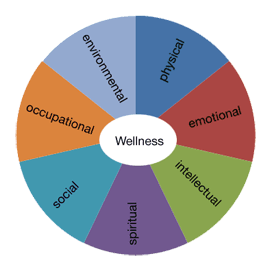 physical
emotional
intellectual
spiritual
social
occupational
environmental
Wellness